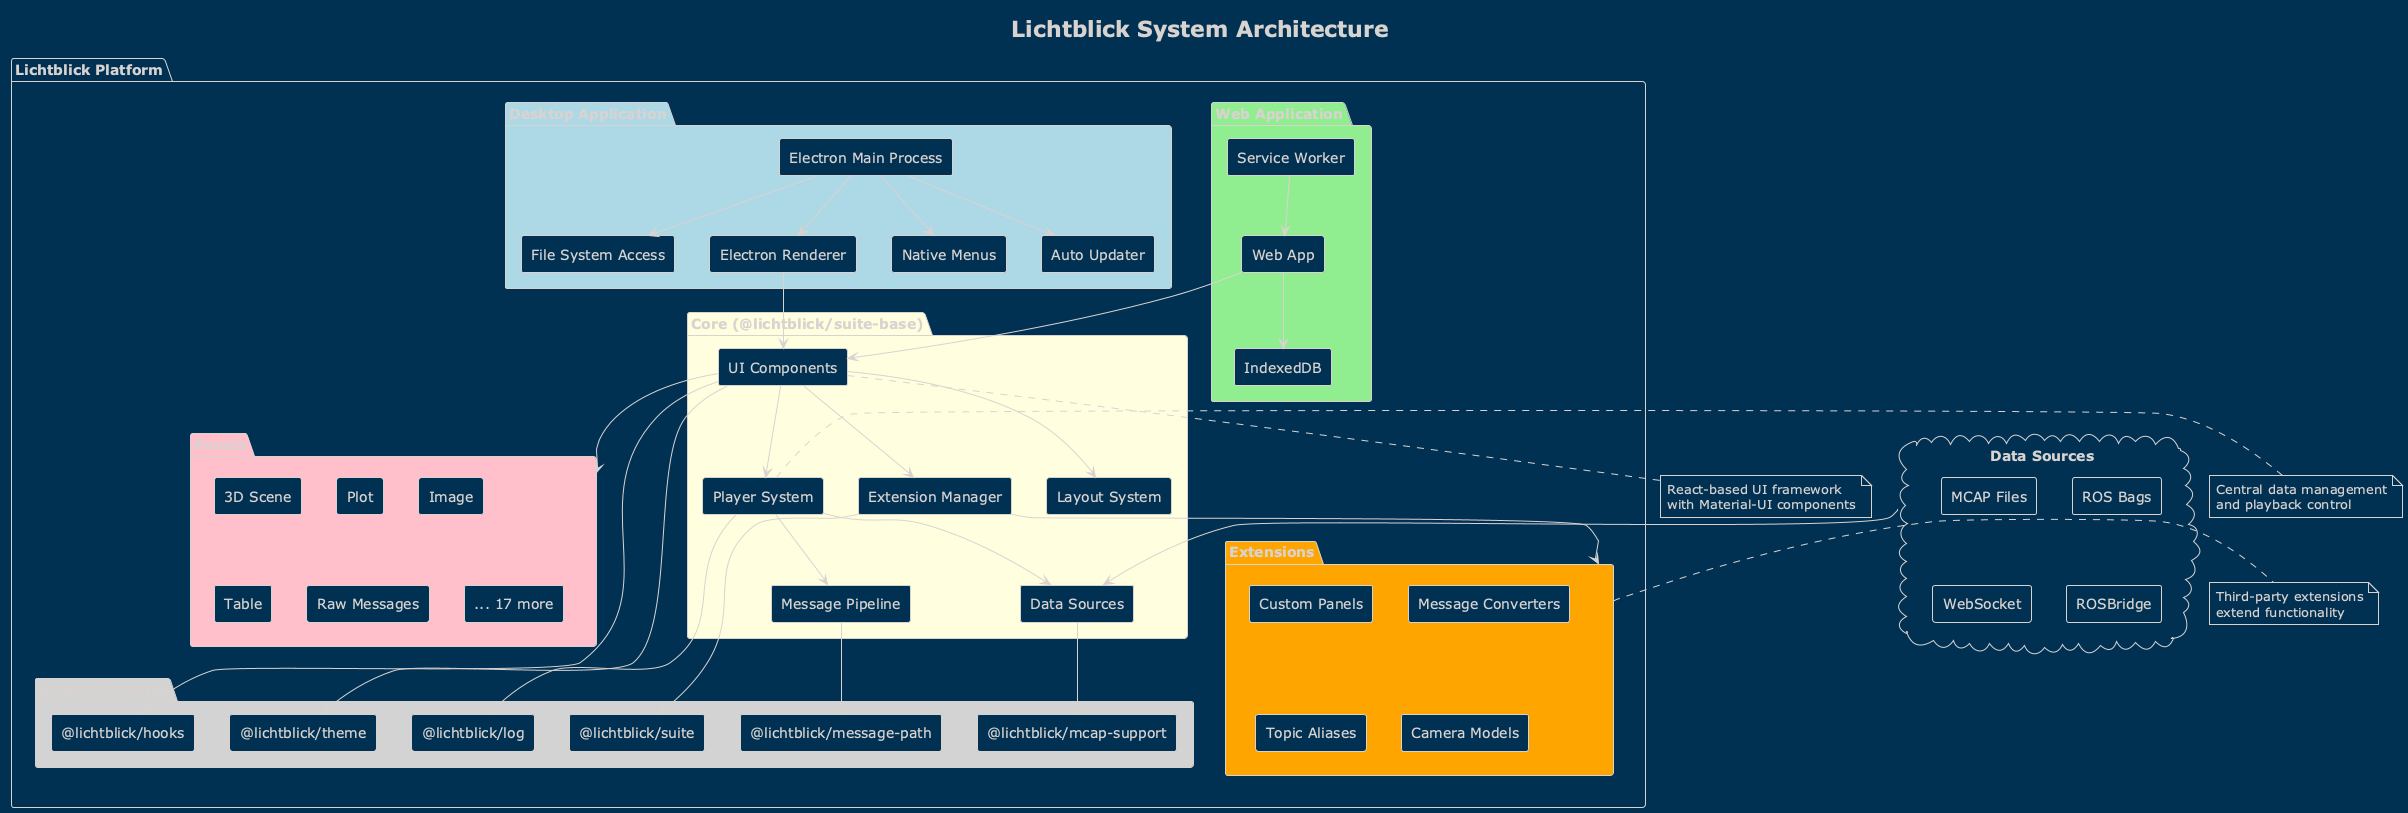 Lichtblick System Architecture
Lichtblick Platform
Desktop Application
Web Application
Electron Main Process
Service Worker
File System Access
Electron Renderer
Native Menus
Auto Updater
Web App
Core (@lichtblick/suite-base)
UI Components
IndexedDB
Data Sources
3D Scene
Plot
Image
Player System
Extension Manager
Layout System
React-based UI framework
with Material-UI components
MCAP Files
ROS Bags
Central data management
and playback control
Extensions
Table
Raw Messages
... 17 more
Message Pipeline
Data Sources
Custom Panels
Message Converters
WebSocket
ROSBridge
Third-party extensions
extend functionality
@lichtblick/hooks
@lichtblick/theme
@lichtblick/log
@lichtblick/suite
@lichtblick/message-path
@lichtblick/mcap-support
Topic Aliases
Camera Models